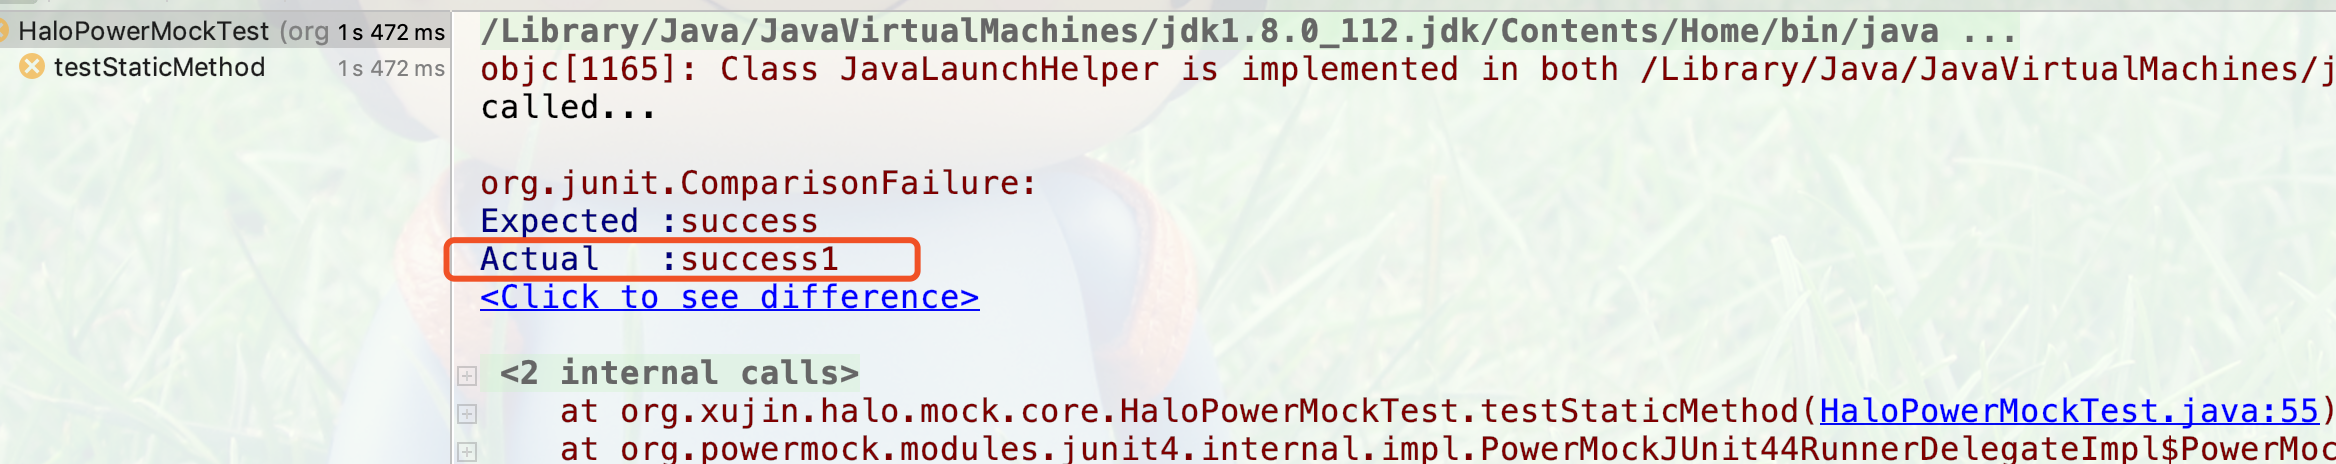 HaloPowerMockTest (org 1 s 472 ms
testStaticMethod 1 s 472 ms
/Library/Java/JavaVirtualMachines/jdk1.8.0_112.jdk/Contents/Home/bin/java ...
objc[1165]: Class JavaLaunchHelper is implemented in both /Library/Java/JavaVirtualMachines/j
called...
org.junit.ComparisonFailure:
Expected :success
Actual   :success1
<Click to see difference>
<2 internal calls>
at org.xujin.halo.mock.core.HaloPowerMockTest.testStaticMethod(HaloPowerMockTest.java:55)
at org.powermock.modules.junit4.internal.impl.PowerMockJUnit44RunnerDelegateImpl$PowerMoc